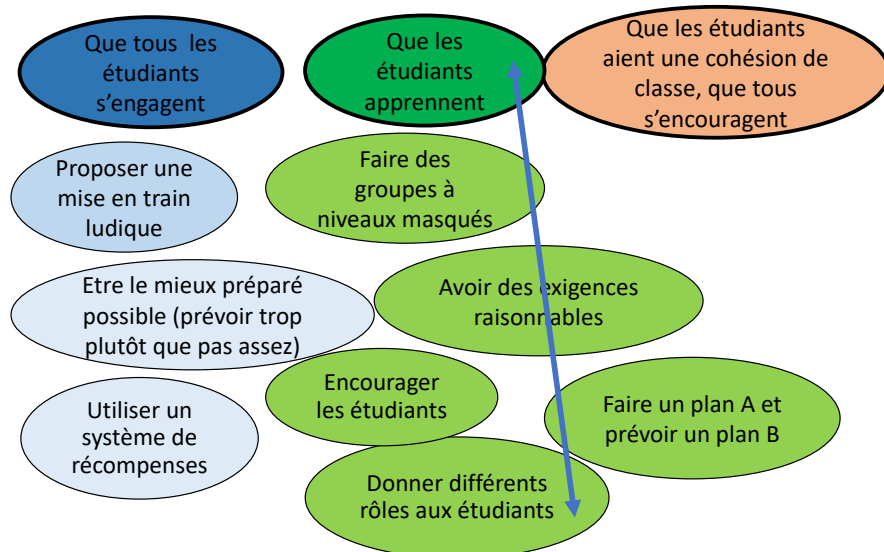 Que tous les
étudiants
s’engagent
Que les
étudiants
apprennent
Que les étudiants
aient une cohésion de
classe, que tous
s’encouragent
Proposer une
mise en train
ludique
Faire des
groupes à
niveaux masqués
Etre le mieux préparé
possible (prévoir trop
plutôt que pas assez)
Avoir des exigences
raisonnables
Encourager
les étudiants
Utiliser un
système de
récompenses
Faire un plan A et
prévoir un plan B
Donner différents
rôles aux étudiants